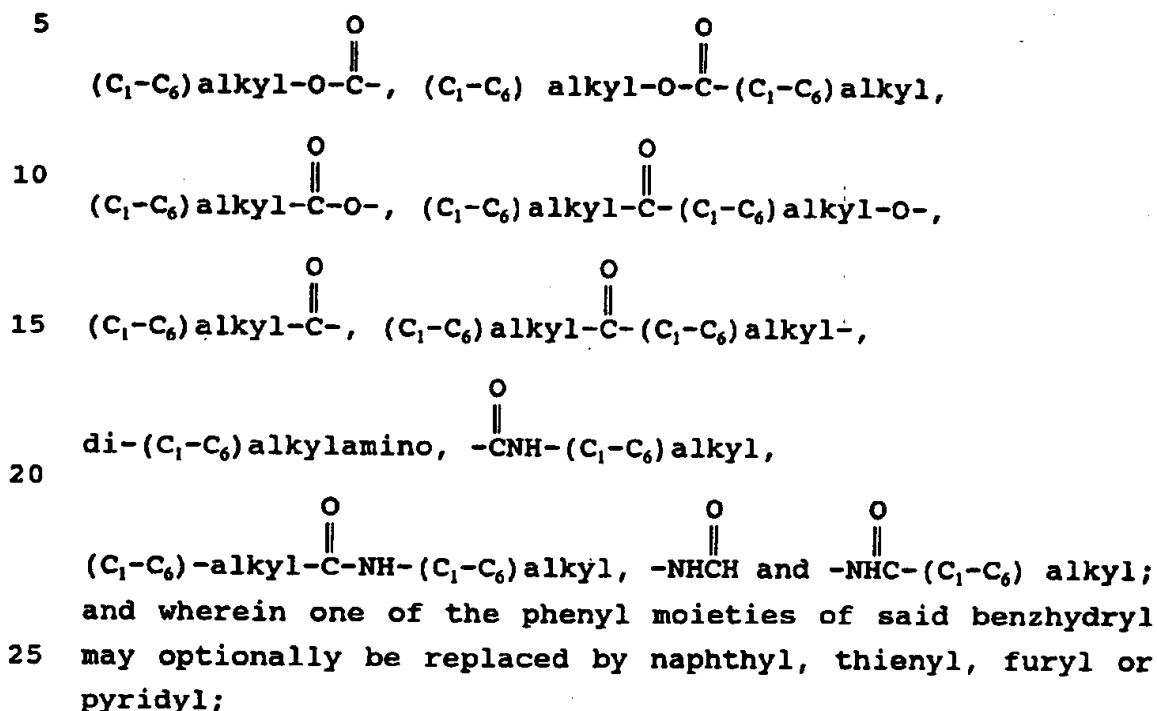 5 O O
‖ ‖
(C₁-C₆)alkyl-O-C-, (C₁-C₆) alkyl-O-C-(C₁-C₆)alkyl,
O O
10 ‖ ‖
(C₁-C₆)alkyl-C-O-, (C₁-C₆)alkyl-C-(C₁-C₆)alkyl-O-,
O O
‖ ‖
15 (C₁-C₆)alkyl-C-, (C₁-C₆)alkyl-C-(C₁-C₆)alkyl-,
O
‖
di-(C₁-C₆)alkylamino, -CNH-(C₁-C₆)alkyl,
20
O O O
‖ ‖ ‖
(C₁-C₆)-alkyl-C-NH-(C₁-C₆)alkyl, -NHCH and -NHC-(C₁-C₆) alkyl;
and wherein one of the phenyl moieties of said benzhydryl
25 may optionally be replaced by naphthyl, thienyl, furyl or
pyridyl;